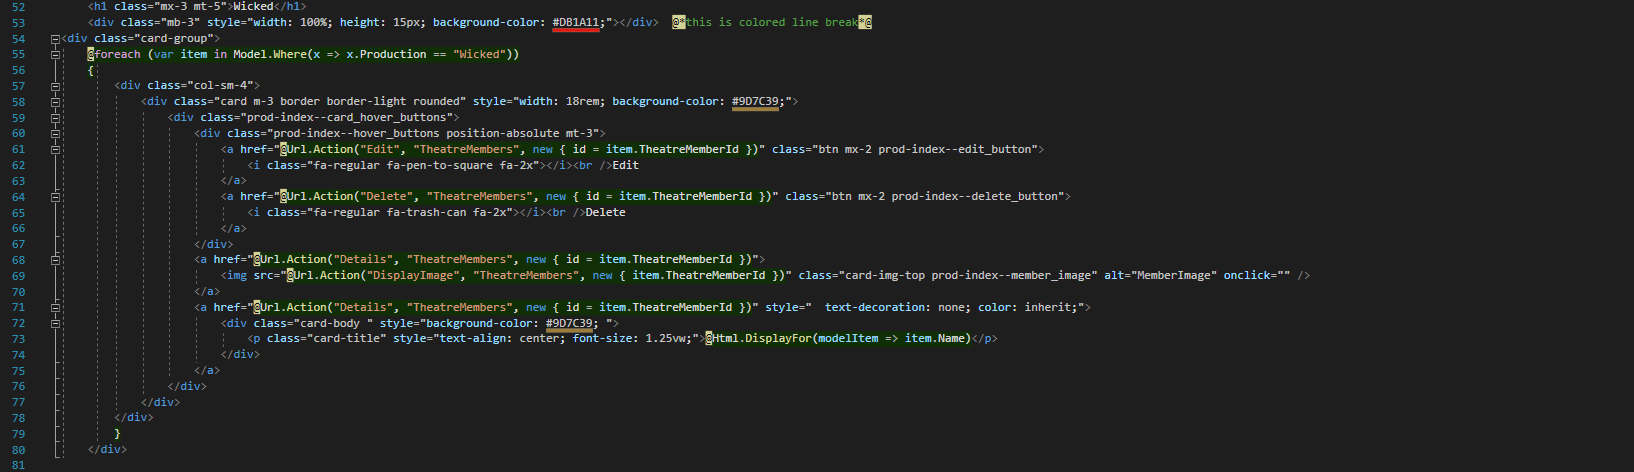 52 <h1 class="mx-3 mt-5">Wicked</h1>
53 <div class="mb-3" style="width: 100%; height: 15px; background-color: #DB1A11;"></div> @*this is colored line break*@
54 <div class="card-group">
55 @foreach (var item in Model.Where(x => x.Production == "Wicked"))
56 {
57 <div class="col-sm-4">
58 <div class="card m-3 border border-light rounded" style="width: 18rem; background-color: #9D7C39;">
59 <div class="prod-index--card_hover_buttons">
60 <div class="prod-index--hover_buttons position-absolute mt-3">
61 <a href="@Url.Action("Edit", "TheatreMembers", new { id = item.TheatreMemberId })" class="btn mx-2 prod-index--edit_button">
62 <i class="fa-regular fa-pen-to-square fa-2x"></i><br />Edit
63 </a>
64 <a href="@Url.Action("Delete", "TheatreMembers", new { id = item.TheatreMemberId })" class="btn mx-2 prod-index--delete_button">
65 <i class="fa-regular fa-trash-can fa-2x"></i><br />Delete
66 </a>
67 </div>
68 <a href="@Url.Action("Details", "TheatreMembers", new { id = item.TheatreMemberId })">
69 <img src="@Url.Action("DisplayImage", "TheatreMembers", new { item.TheatreMemberId })" class="card-img-top prod-index--member_image" alt="MemberImage" onclick="" />
70 </a>
71 <a href="@Url.Action("Details", "TheatreMembers", new { id = item.TheatreMemberId })" style="  text-decoration: none; color: inherit;">
72 <div class="card-body " style="background-color: #9D7C39; ">
73 <p class="card-title" style="text-align: center; font-size: 1.25vw;">@Html.DisplayFor(modelItem => item.Name)</p>
74 </div>
75 </a>
76 </div>
77 </div>
78 </div>
79 }
80 </div>
81